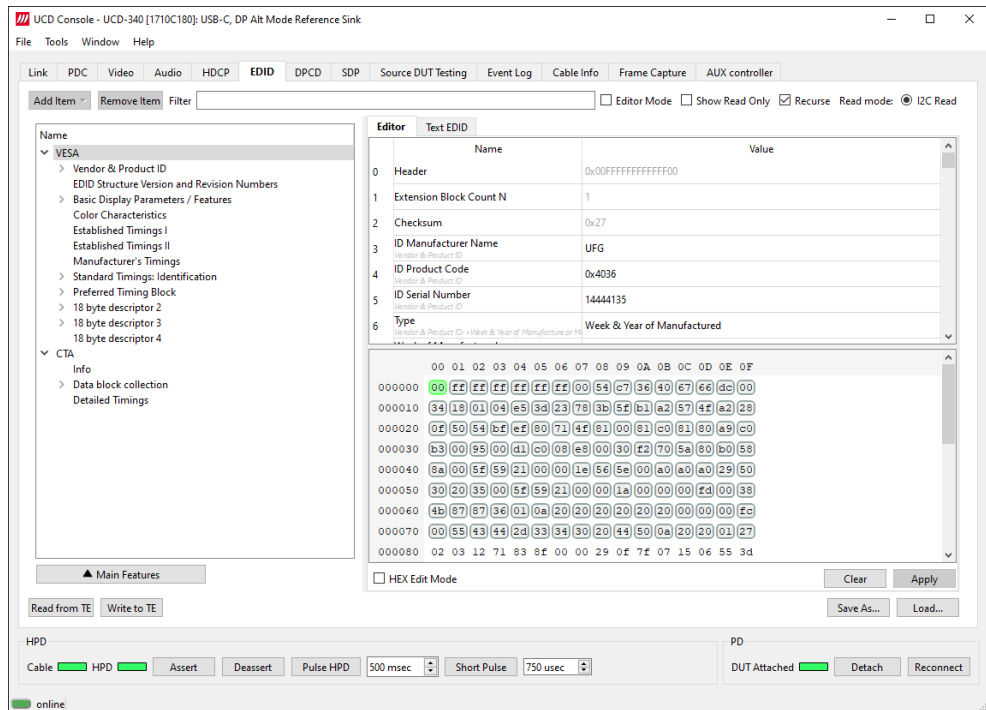 UCD Console - UCD-340 [1710C180]: USB-C, DP Alt Mode Reference Sink
File Tools Window Help
Link PDC Video Audio HDCP EDID DPCD SDP Source DUT Testing Event Log Cable Info Frame Capture AUX controller
Add Item Remove Item Filter Editor Mode Show Read Only Recurse Read mode: I2C Read
Name
VESA
Vendor & Product ID
EDID Structure Version and Revision Numbers
Basic Display Parameters / Features
Color Characteristics
Established Timings I
Established Timings II
Manufacturer's Timings
Standard Timings: Identification
Preferred Timing Block
18 byte descriptor 2
18 byte descriptor 3
18 byte descriptor 4
CTA
Info
Data block collection
Detailed Timings
Main Features
Editor Text EDID
Name Value
0 Header 0x00FFFFFFFFFFFF00
1 Extension Block Count N 1
2 Checksum 0x27
3 ID Manufacturer Name UFG
Vendor & Product ID
4 ID Product Code 0x4036
Vendor & Product ID
5 ID Serial Number 14444135
Vendor & Product ID
6 Type Week & Year of Manufactured
Vendor & Product ID->Week & Year of Manufacture or M
00 01 02 03 04 05 06 07 08 09 0A 0B 0C 0D 0E 0F
000000 00 ff ff ff ff ff ff 00 54 c7 36 40 67 66 dc 00
000010 34 18 01 04 e5 3d 23 78 3b 5f b1 a2 57 4f a2 28
000020 0f 50 54 bf ef 80 71 4f 81 00 81 c0 81 80 a9 c0
000030 b3 00 95 00 d1 c0 08 e8 00 30 f2 70 5a 80 b0 58
000040 8a 00 5f 59 21 00 00 1e 56 5e 00 a0 a0 a0 29 50
000050 30 20 35 00 5f 59 21 00 00 1a 00 00 00 fd 00 38
000060 4b 87 87 36 01 0a 20 20 20 20 20 20 00 00 00 fc
000070 00 55 43 44 2d 33 34 30 20 44 50 0a 20 20 01 27
000080 02 03 12 71 83 8f 00 00 29 0f 7f 07 15 06 55 3d
HEX Edit Mode Clear Apply
Read from TE Write to TE Save As... Load...
HPD PD
Cable HPD Assert Deassert Pulse HPD 500 msec Short Pulse 750 usec DUT Attached Detach Reconnect
online